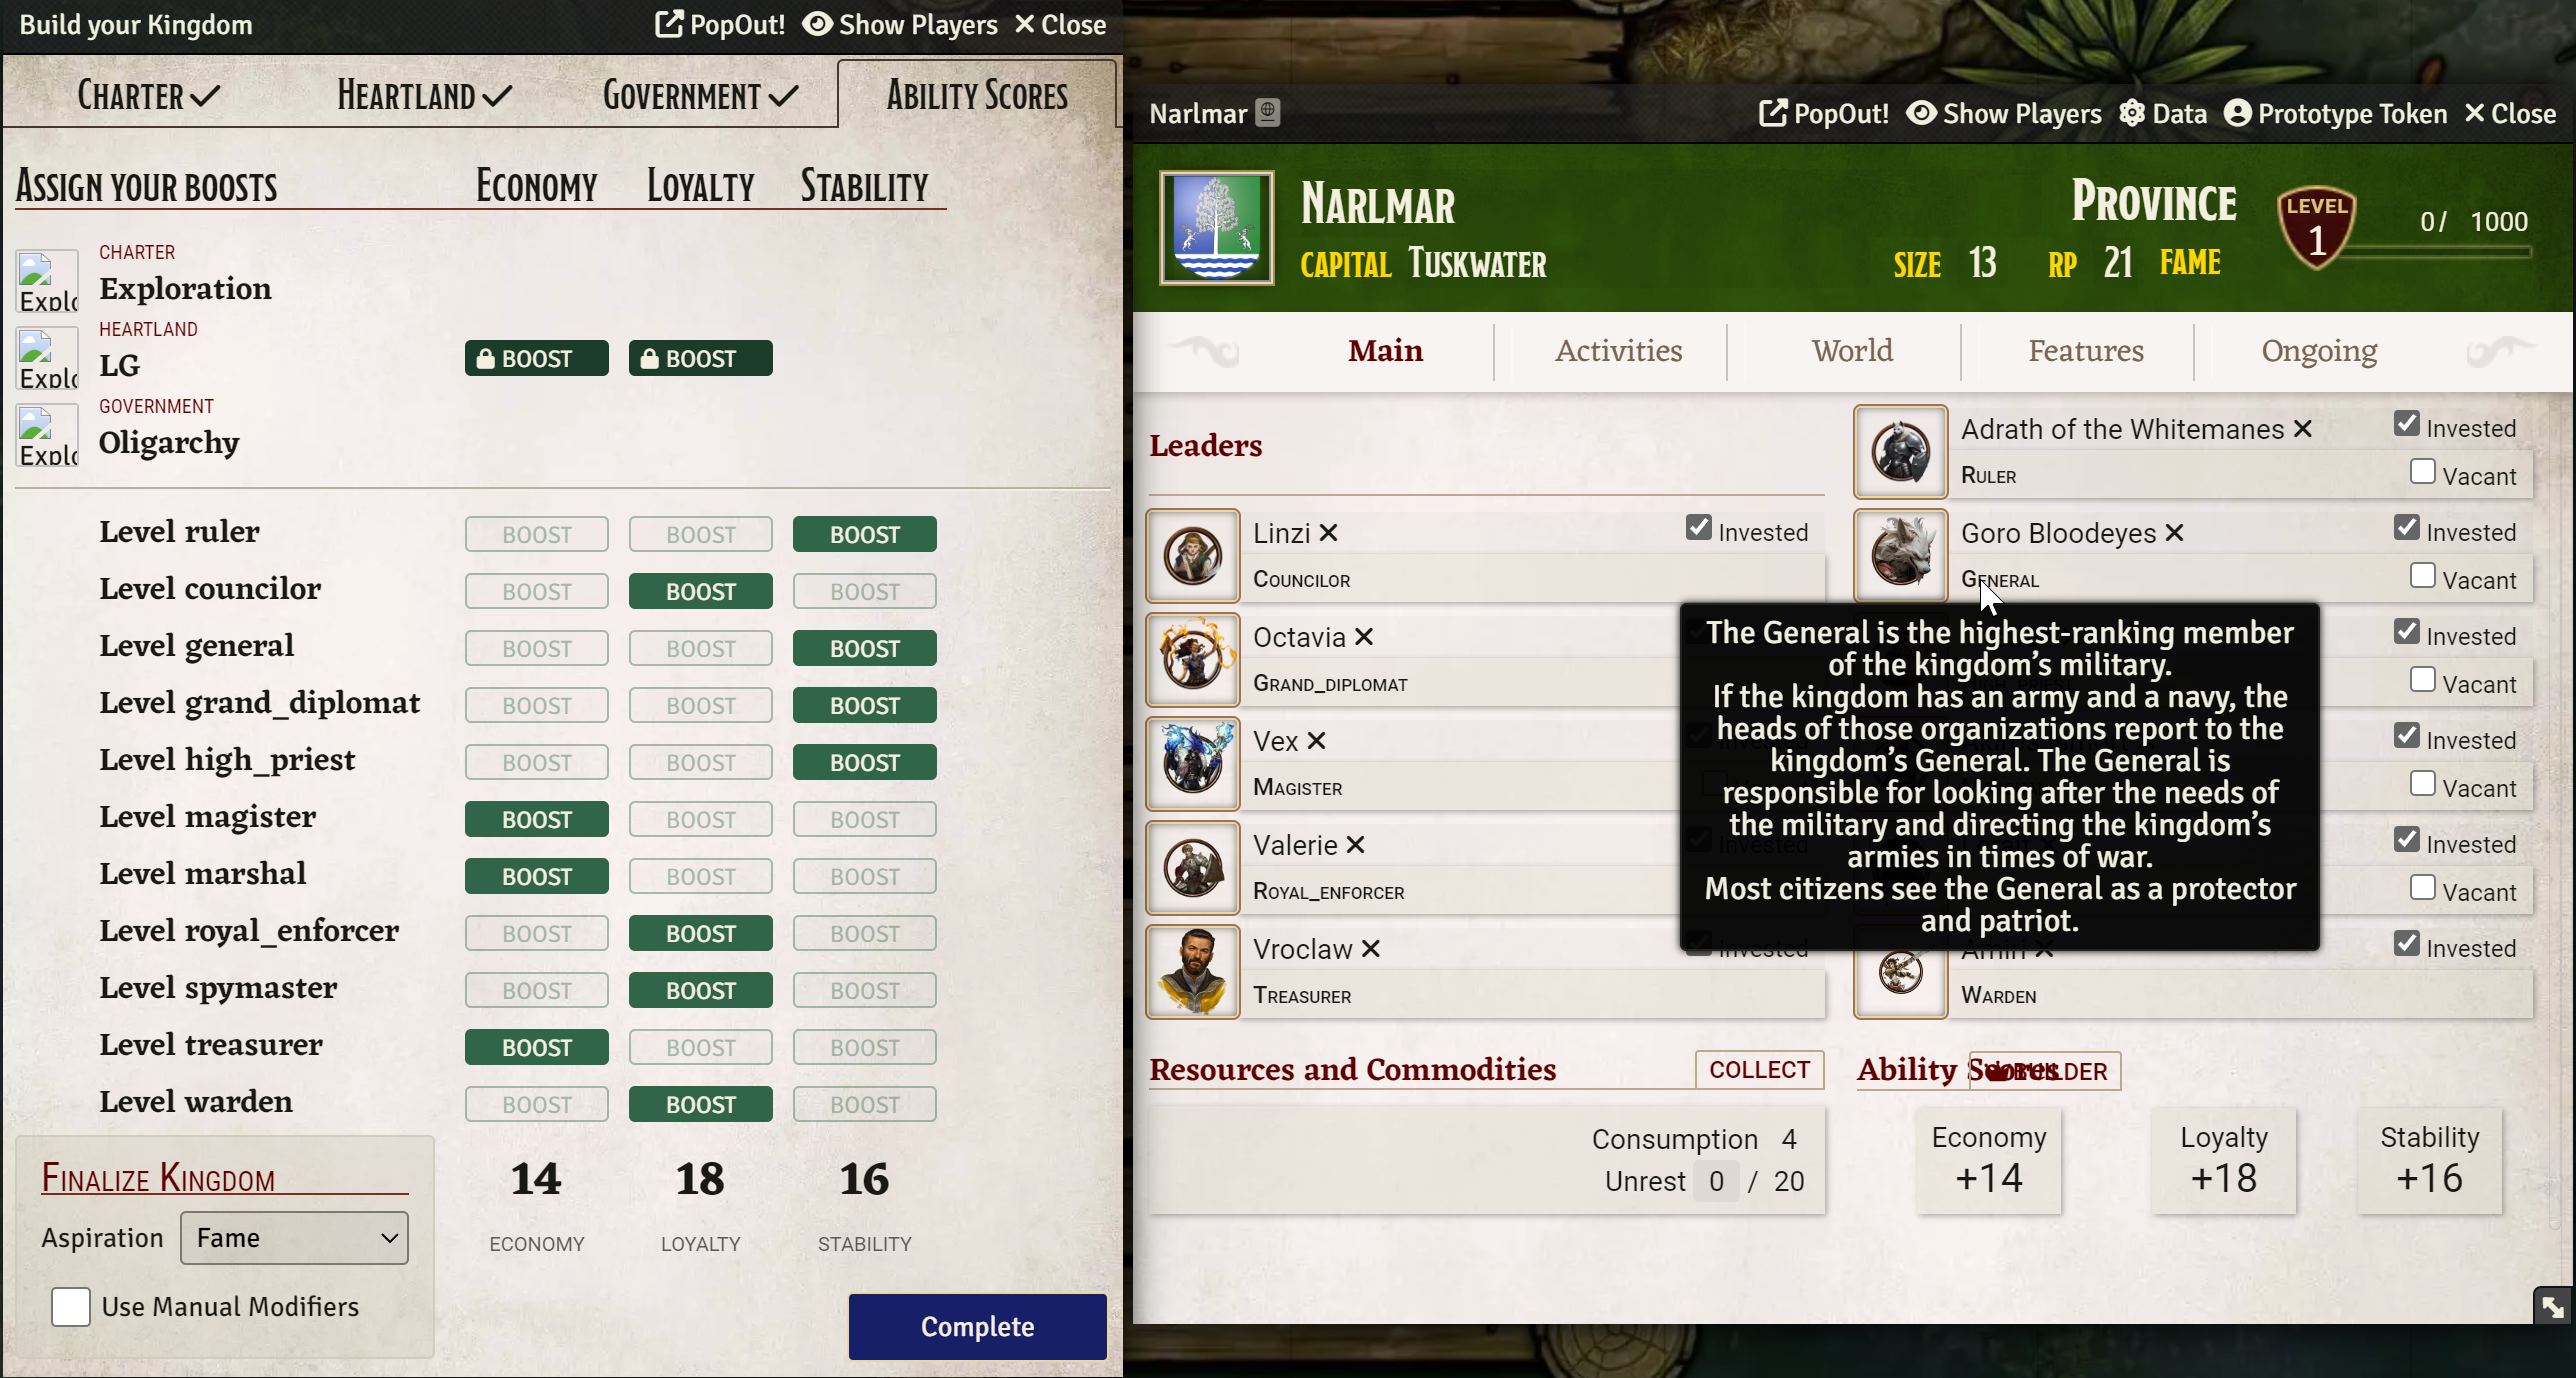 Build your Kingdom
PopOut! Show Players Close
CHARTER HEARTLAND GOVERNMENT ABILITY SCORES
ASSIGN YOUR BOOSTS ECONOMY LOYALTY STABILITY
CHARTER
Explo
Exploration
HEARTLAND
Explo
LG BOOST BOOST
GOVERNMENT
Explo
Oligarchy
Level ruler BOOST BOOST BOOST
Level councilor BOOST BOOST BOOST
Level general BOOST BOOST BOOST
Level grand_diplomat BOOST BOOST BOOST
Level high_priest BOOST BOOST BOOST
Level magister BOOST BOOST BOOST
Level marshal BOOST BOOST BOOST
Level royal_enforcer BOOST BOOST BOOST
Level spymaster BOOST BOOST BOOST
Level treasurer BOOST BOOST BOOST
Level warden BOOST BOOST BOOST
FINALIZE KINGDOM
Aspiration Fame
Use Manual Modifiers
14 18 16
ECONOMY LOYALTY STABILITY
Complete
Narlmar
PopOut! Show Players Data Prototype Token Close
NARLMAR
CAPITAL TUSKWATER
PROVINCE
SIZE 13 RP 21 FAME
LEVEL
1
0 / 1000
Main Activities World Features Ongoing
Leaders
Adrath of the Whitemanes Invested
RULER Vacant
Linzi Invested
COUNCILOR
Goro Bloodeyes Invested
GENERAL Vacant
Octavia
GRAND_DIPLOMAT
Invested
Vacant
Vex
MAGISTER
Invested
Vacant
Valerie
ROYAL_ENFORCER
Invested
Vacant
Vroclaw Invested
TREASURER
Amiri Invested
WARDEN
The General is the highest-ranking member
of the kingdom’s military.
If the kingdom has an army and a navy, the
heads of those organizations report to the
kingdom’s General. The General is
responsible for looking after the needs of
the military and directing the kingdom’s
armies in times of war.
Most citizens see the General as a protector
and patriot.
Resources and Commodities COLLECT
Consumption 4
Unrest 0 / 20
Ability Scores BUILDER
Economy Loyalty Stability
+14 +18 +16